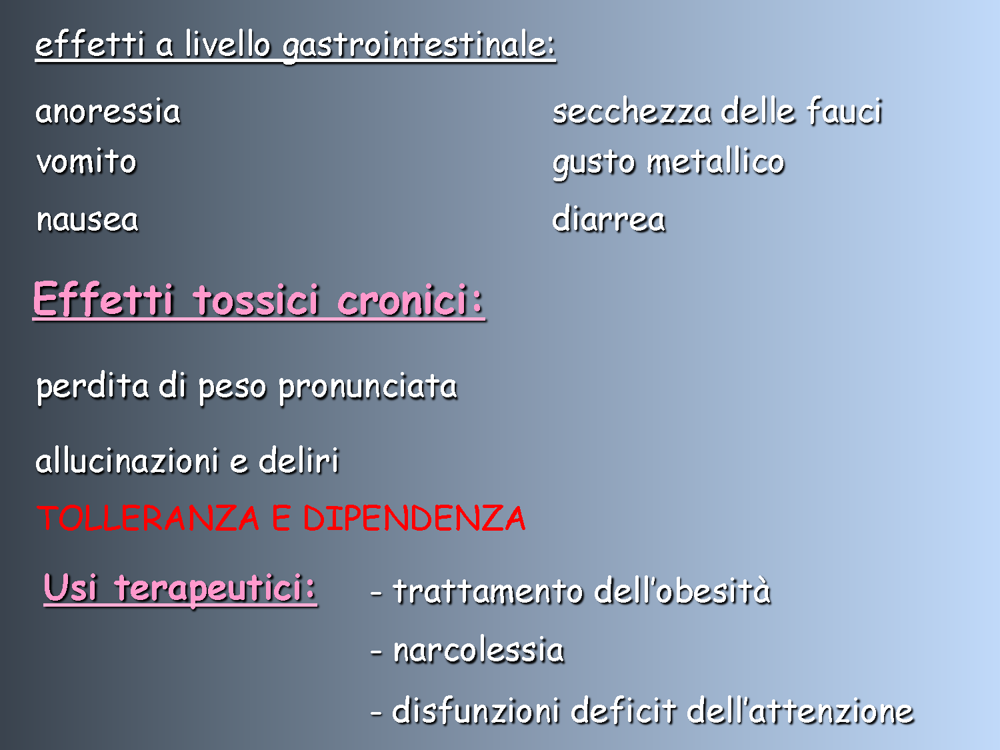 effetti a livello gastrointestinale:
anoressia secchezza delle fauci
vomito gusto metallico
nausea diarrea
Effetti tossici cronici:
perdita di peso pronunciata
allucinazioni e deliri
TOLLERANZA E DIPENDENZA
Usi terapeutici: - trattamento dell’obesità
- narcolessia
- disfunzioni deficit dell’attenzione